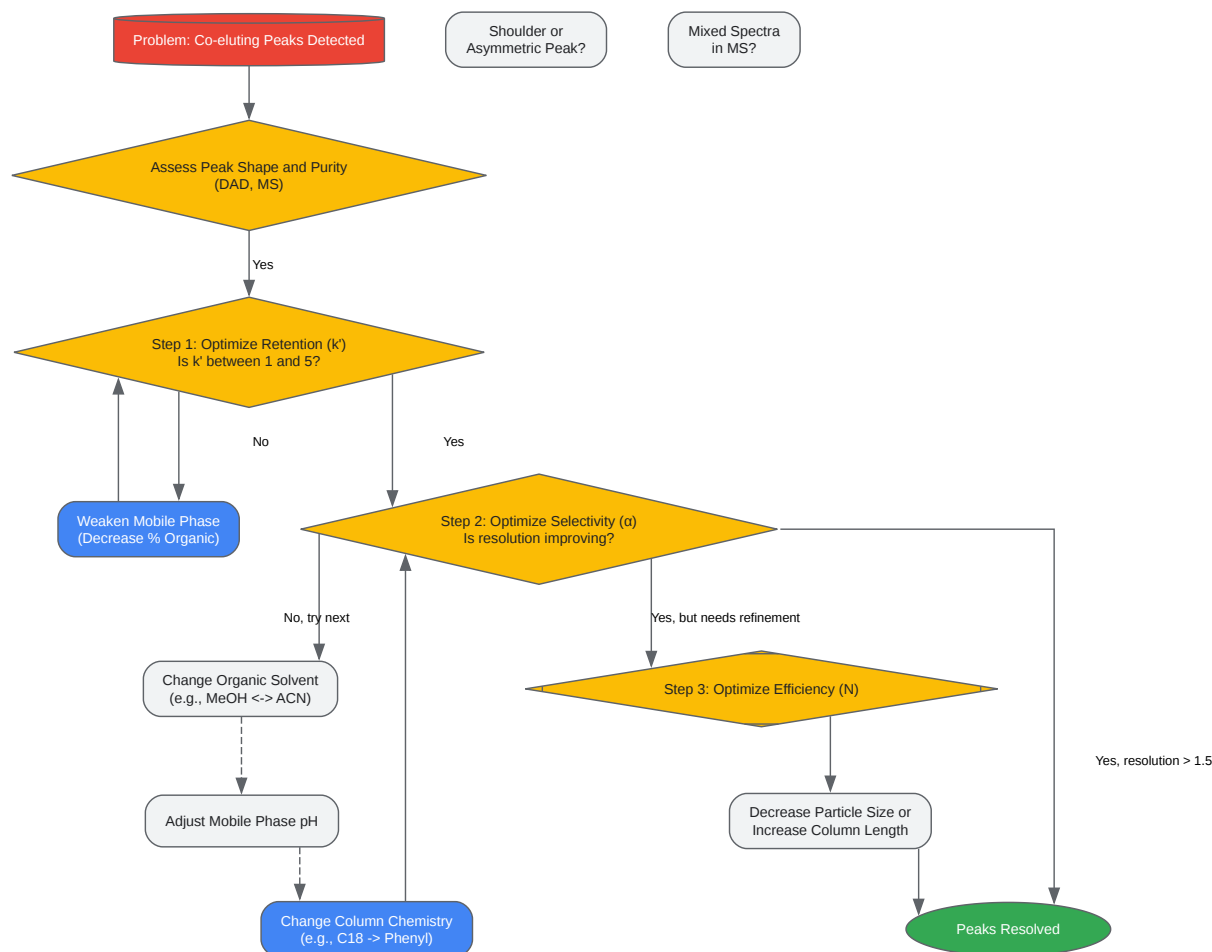 Problem: Co-eluting Peaks Detected
Shoulder or
Asymmetric Peak?
Mixed Spectra
in MS?
Assess Peak Shape and Purity
(DAD, MS)
Yes
Step 1: Optimize Retention (k')
Is k' between 1 and 5?
No
Yes
Weaken Mobile Phase
(Decrease % Organic)
Step 2: Optimize Selectivity (α)
Is resolution improving?
No, try next
Yes, but needs refinement
Change Organic Solvent
(e.g., MeOH <-> ACN)
Step 3: Optimize Efficiency (N)
Yes, resolution > 1.5
Adjust Mobile Phase pH
Decrease Particle Size or
Increase Column Length
Change Column Chemistry
(e.g., C18 -> Phenyl)
Peaks Resolved